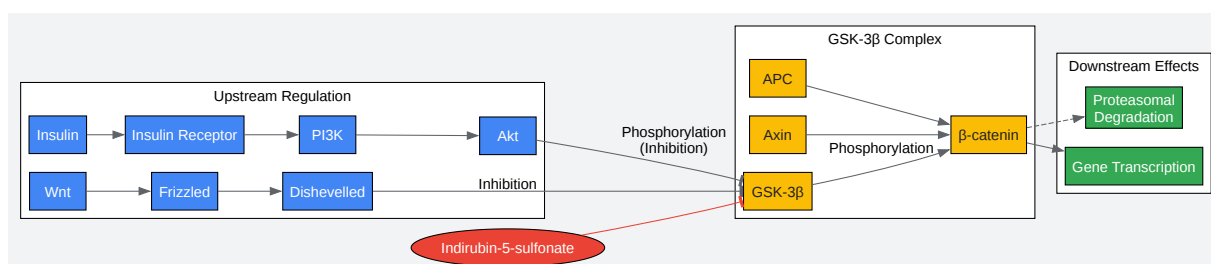 Upstream Regulation
Insulin
Insulin Receptor
PI3K
Akt
Wnt
Frizzled
Dishevelled
Phosphorylation
(Inhibition)
Inhibition
Indirubin-5-sulfonate
GSK-3β Complex
APC
Axin
GSK-3β
Phosphorylation
β-catenin
Downstream Effects
Proteasomal
Degradation
Gene Transcription